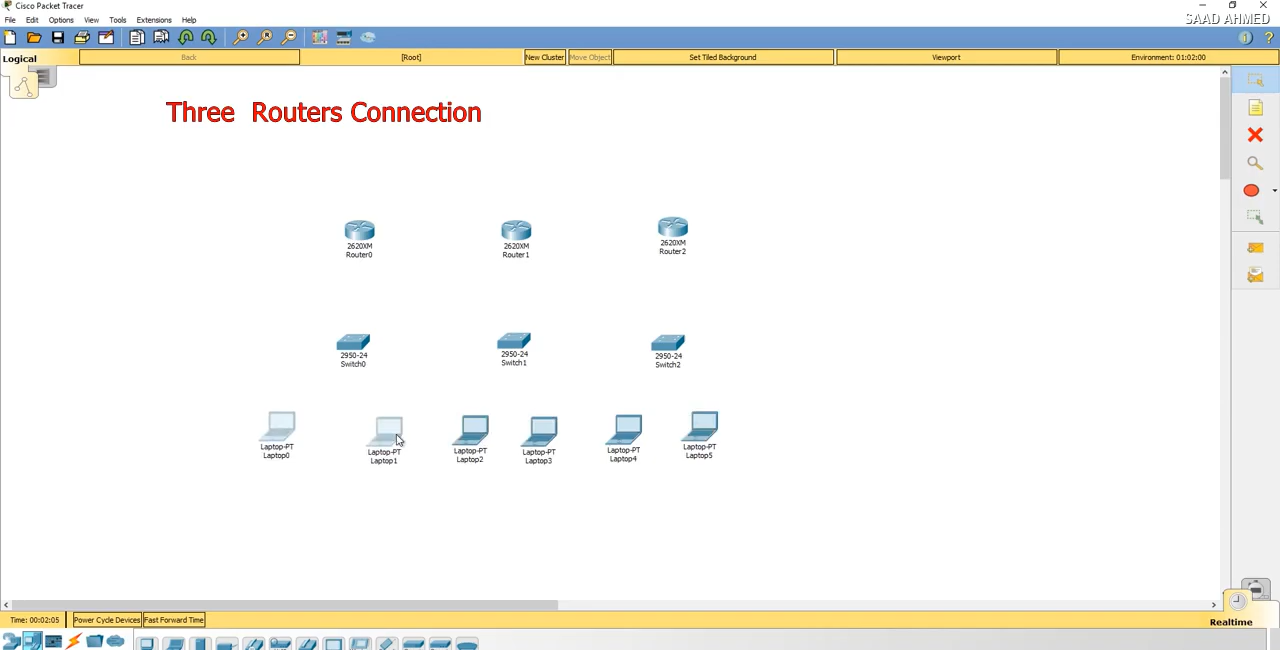 Cisco Packet Tracer
SAAD AHMED
File Edit Options View Tools Extensions Help
Logical Back [Root] New Cluster Move Object Set Tiled Background Viewport Environment: 01:02:00
Three Routers Connection
2620XM
Router0
2620XM
Router1
2620XM
Router2
2950-24
Switch0
2950-24
Switch1
2950-24
Switch2
Laptop-PT
Laptop0
Laptop-PT
Laptop1
Laptop-PT
Laptop2
Laptop-PT
Laptop3
Laptop-PT
Laptop4
Laptop-PT
Laptop5
Time: 00:02:05 Power Cycle Devices Fast Forward Time
Realtime